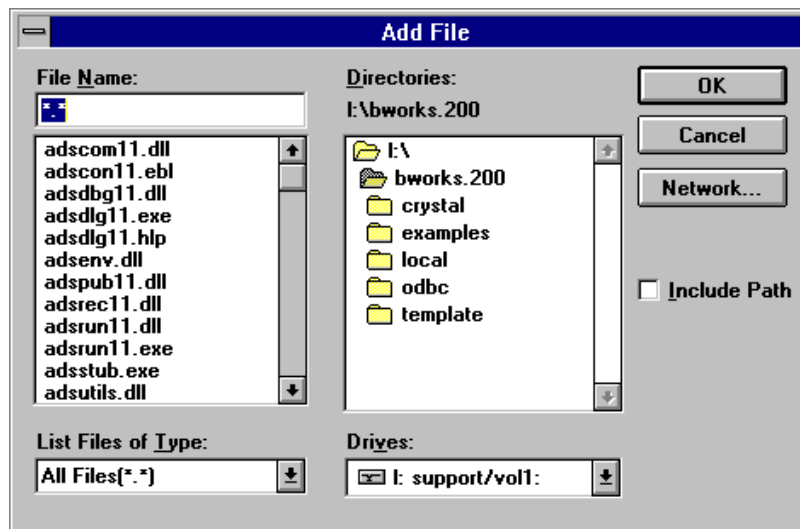 Add File
File Name:
*.*
adscom11.dll
adscon11.ebl
adsdbg11.dll
adsdlg11.exe
adsdlg11.hlp
adsenv.dll
adspub11.dll
adsrec11.dll
adsrun11.dll
adsrun11.exe
adsstub.exe
adsutils.dll
List Files of Type:
All Files(*.*)
Directories:
I:\bworks.200
I:\
bworks.200
crystal
examples
local
odbc
template
Drives:
I: support/vol1:
OK
Cancel
Network...
Include Path